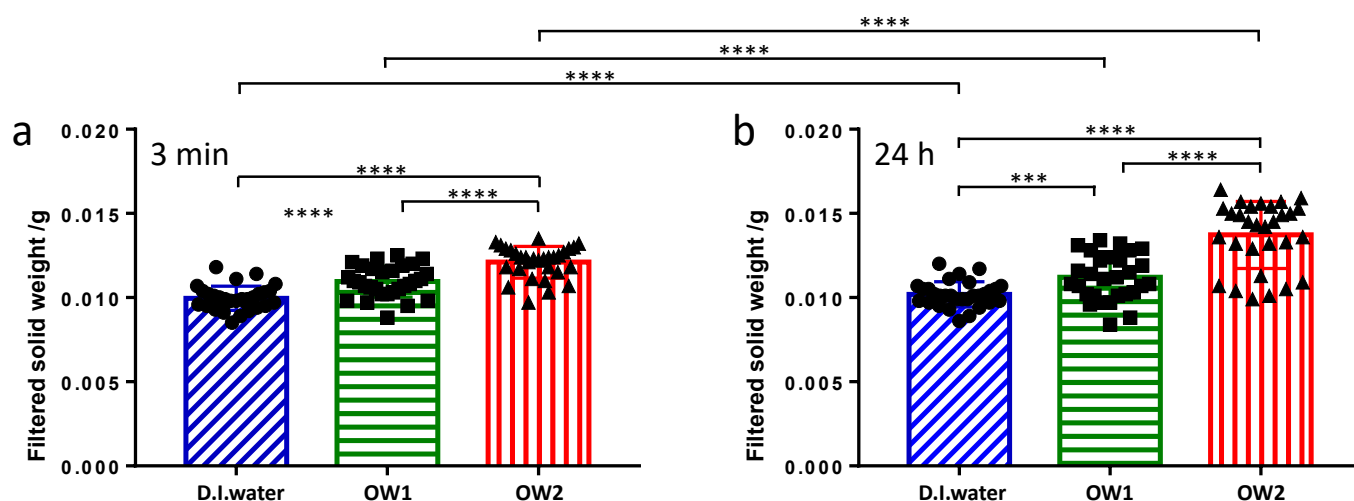 ****
****
****
a
3 min
Filtered solid weight /g
0.020
0.015
0.010
0.005
0.000
****
****
****
D.I.water
OW1
OW2
b
24 h
Filtered solid weight /g
0.020
0.015
0.010
0.005
0.000
****
****
***
D.I.water
OW1
OW2